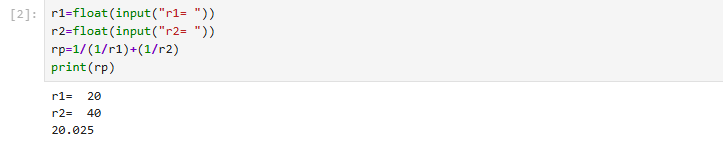 [2]: r1=float(input("r1= "))
r2=float(input("r2= "))
rp=1/(1/r1)+(1/r2)
print(rp)
r1=  20
r2=  40
20.025